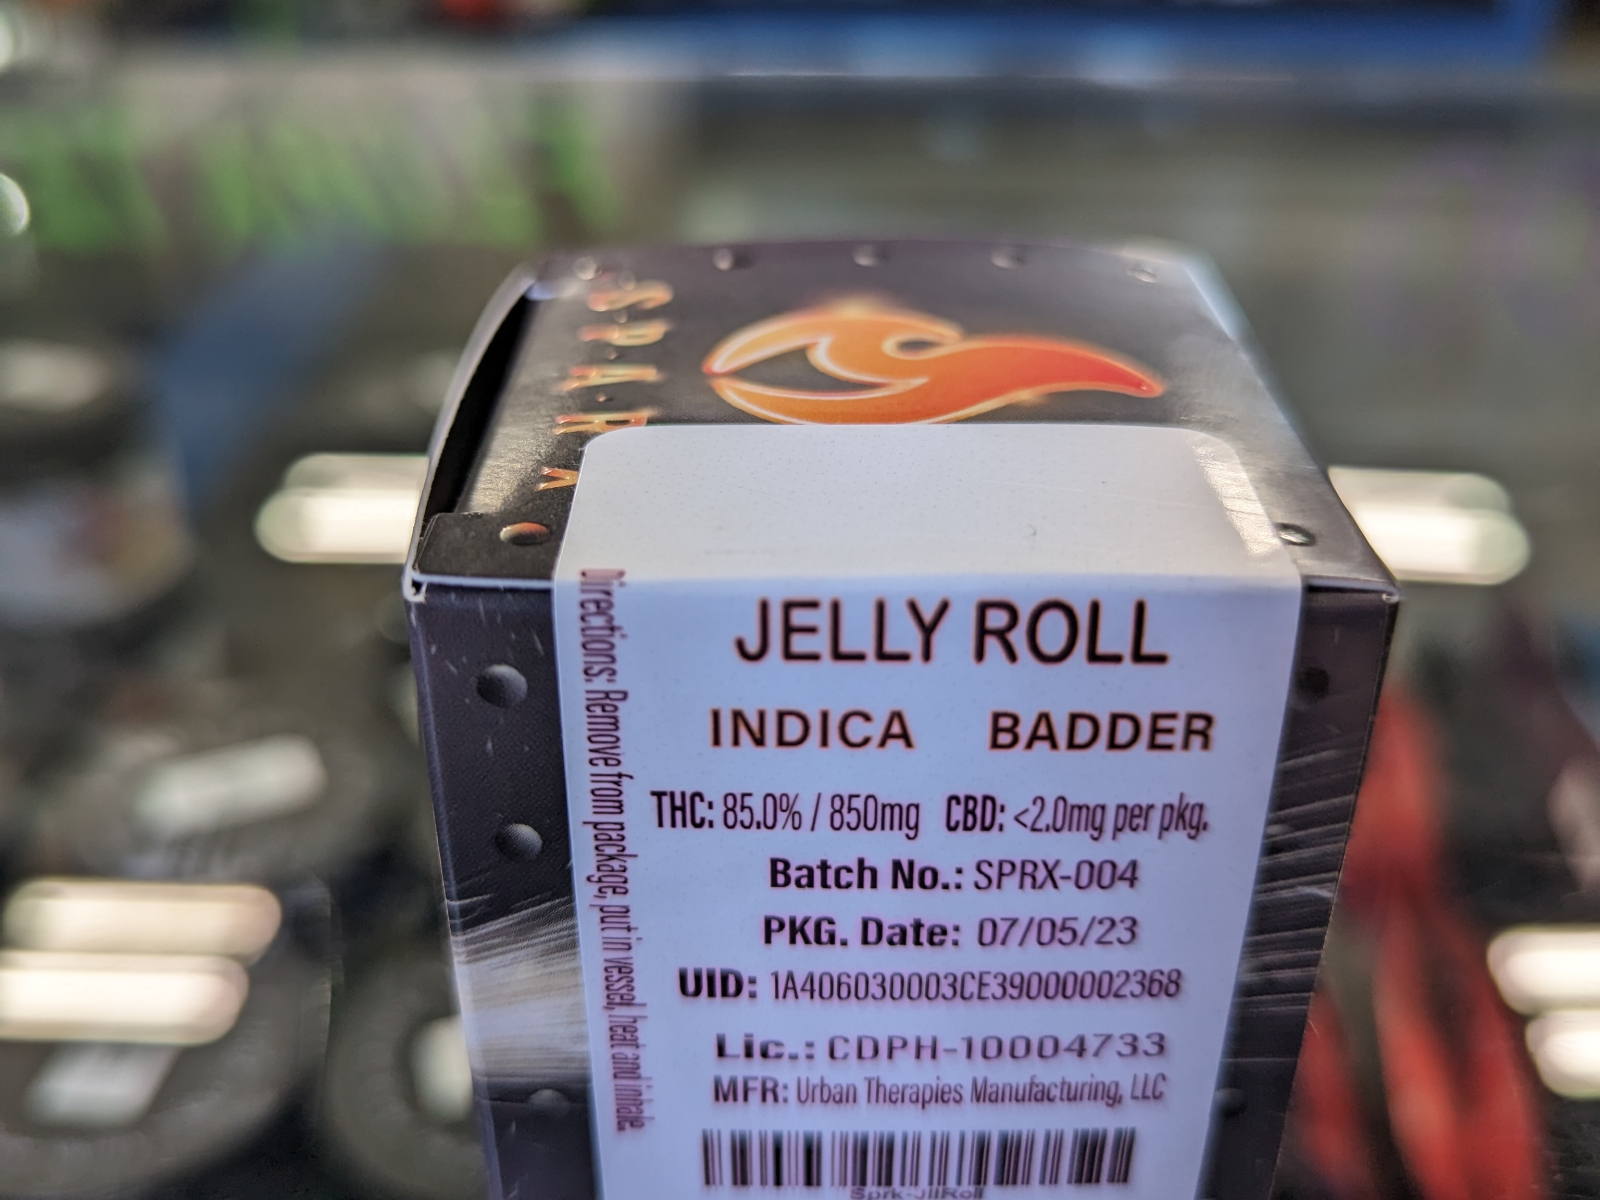 S·P·A·R·X
JELLY ROLL
INDICA BADDER
THC: 85.0% / 850mg CBD: <2.0mg per pkg.
Batch No.: SPRX-004
PKG. Date: 07/05/23
UID: 1A406030003CE39000002368
Lic.: CDPH-10004733
MFR: Urban Therapies Manufacturing, LLC
Sprk-JllRoll
Directions: Remove from package, put in vessel, heat and inhale.